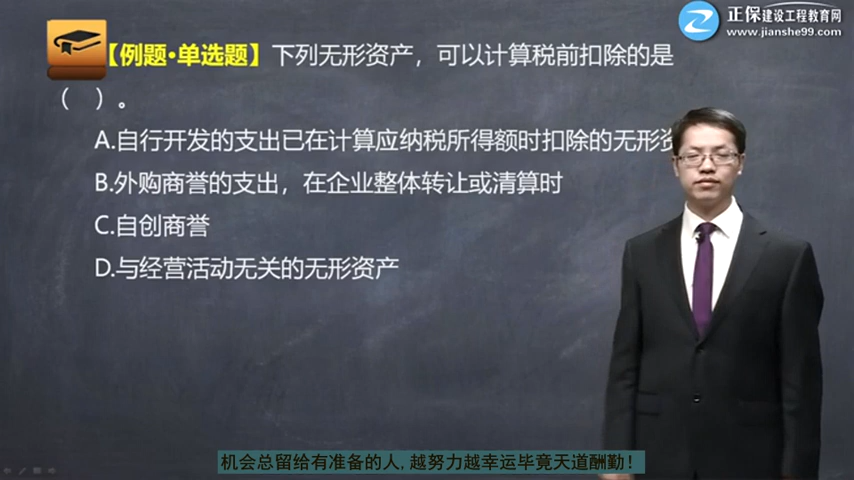 正保建设工程教育网
www.jianshe99.com
【例题·单选题】下列无形资产，可以计算税前扣除的是
（ ）。
A.自行开发的支出已在计算应纳税所得额时扣除的无形资
B.外购商誉的支出，在企业整体转让或清算时
C.自创商誉
D.与经营活动无关的无形资产
机会总留给有准备的人,越努力越幸运毕竟天道酬勤！